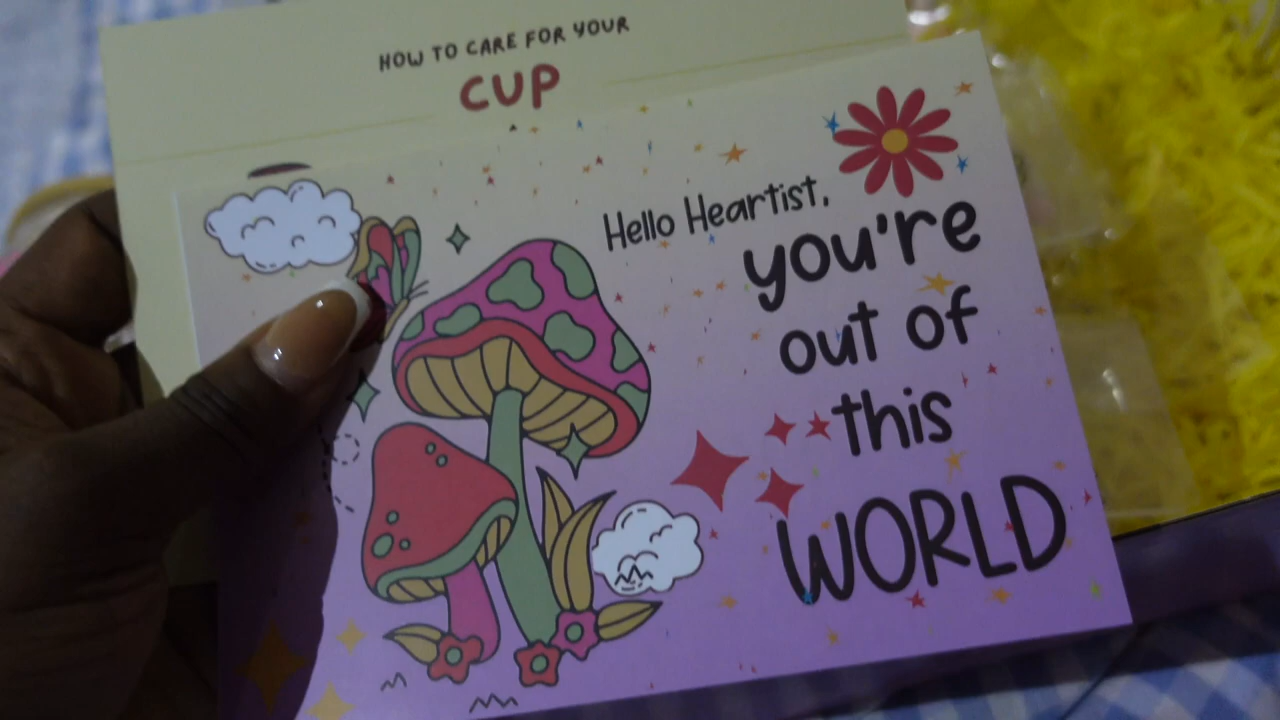 HOW TO CARE FOR YOUR
CUP
Hello Heartist,
you're
out of
this
WORLD